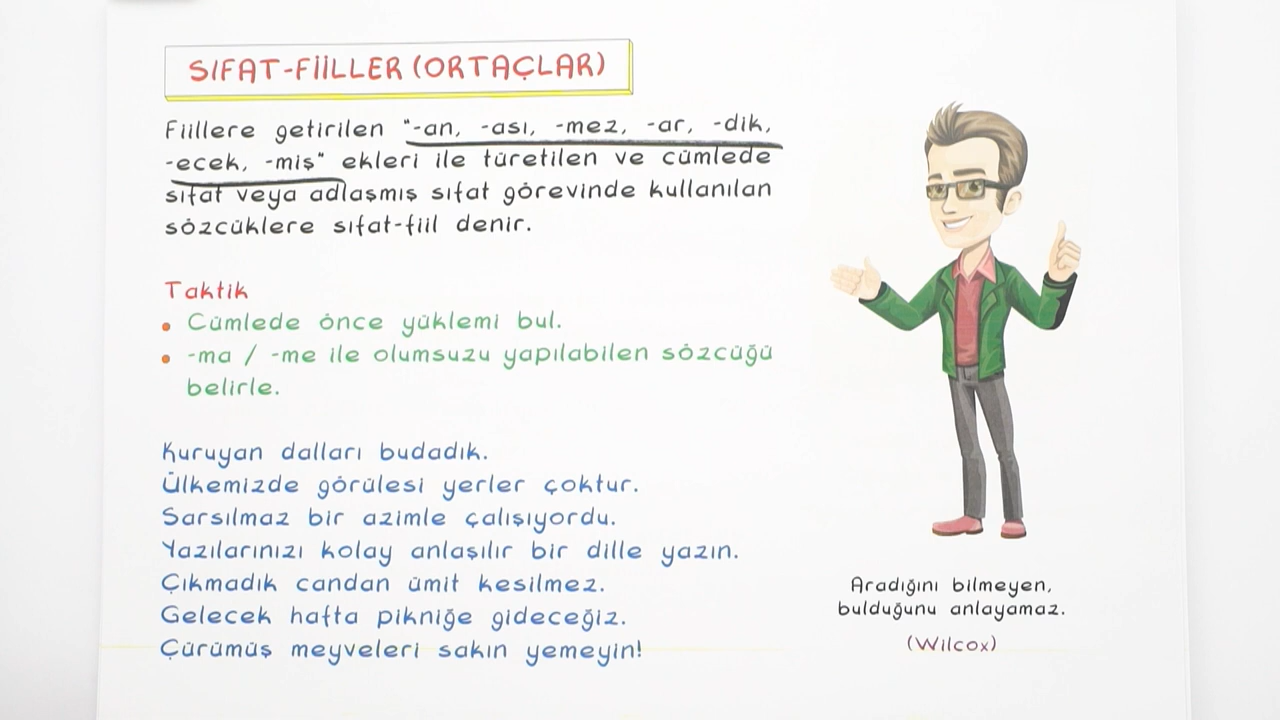 SIFAT-FİİLLER (ORTAÇLAR)
Fiillere getirilen "-an, -ası, -mez, -ar, -dik,
-ecek, -miş" ekleri ile türetilen ve cümlede
sıfat veya adlaşmış sıfat görevinde kullanılan
sözcüklere sıfat-fiil denir.
Taktik
• Cümlede önce yüklemi bul.
• -ma / -me ile olumsuzu yapılabilen sözcüğü
belirle.
Kuruyan dalları budadık.
Ülkemizde görülesi yerler çoktur.
Sarsılmaz bir azimle çalışıyordu.
Yazılarınızı kolay anlaşılır bir dille yazın.
Çıkmadık candan ümit kesilmez.
Gelecek hafta pikniğe gideceğiz.
Çürümüş meyveleri sakın yemeyin!
Aradığını bilmeyen,
bulduğunu anlayamaz.
(Wilcox)